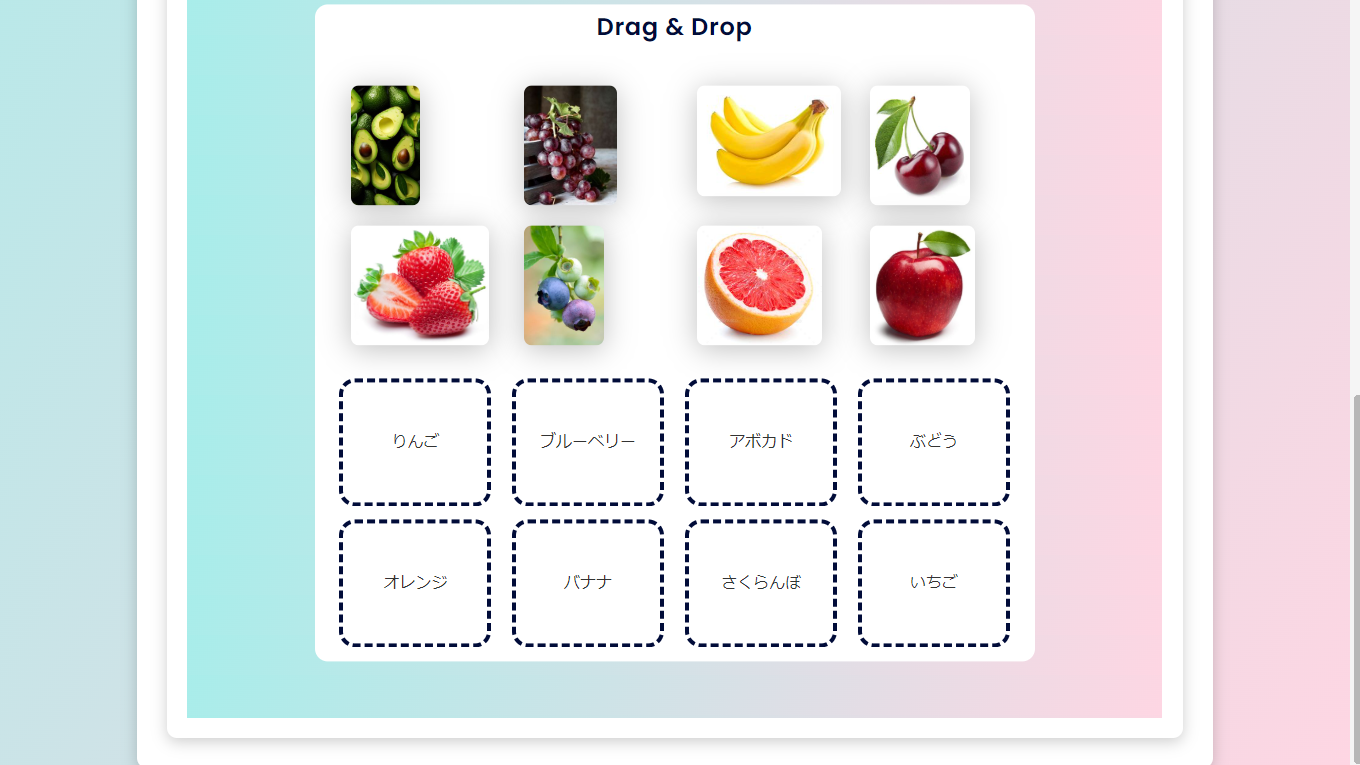 Drag & Drop
りんご
ブルーベリー
アボカド
ぶどう
オレンジ
バナナ
さくらんぼ
いちご